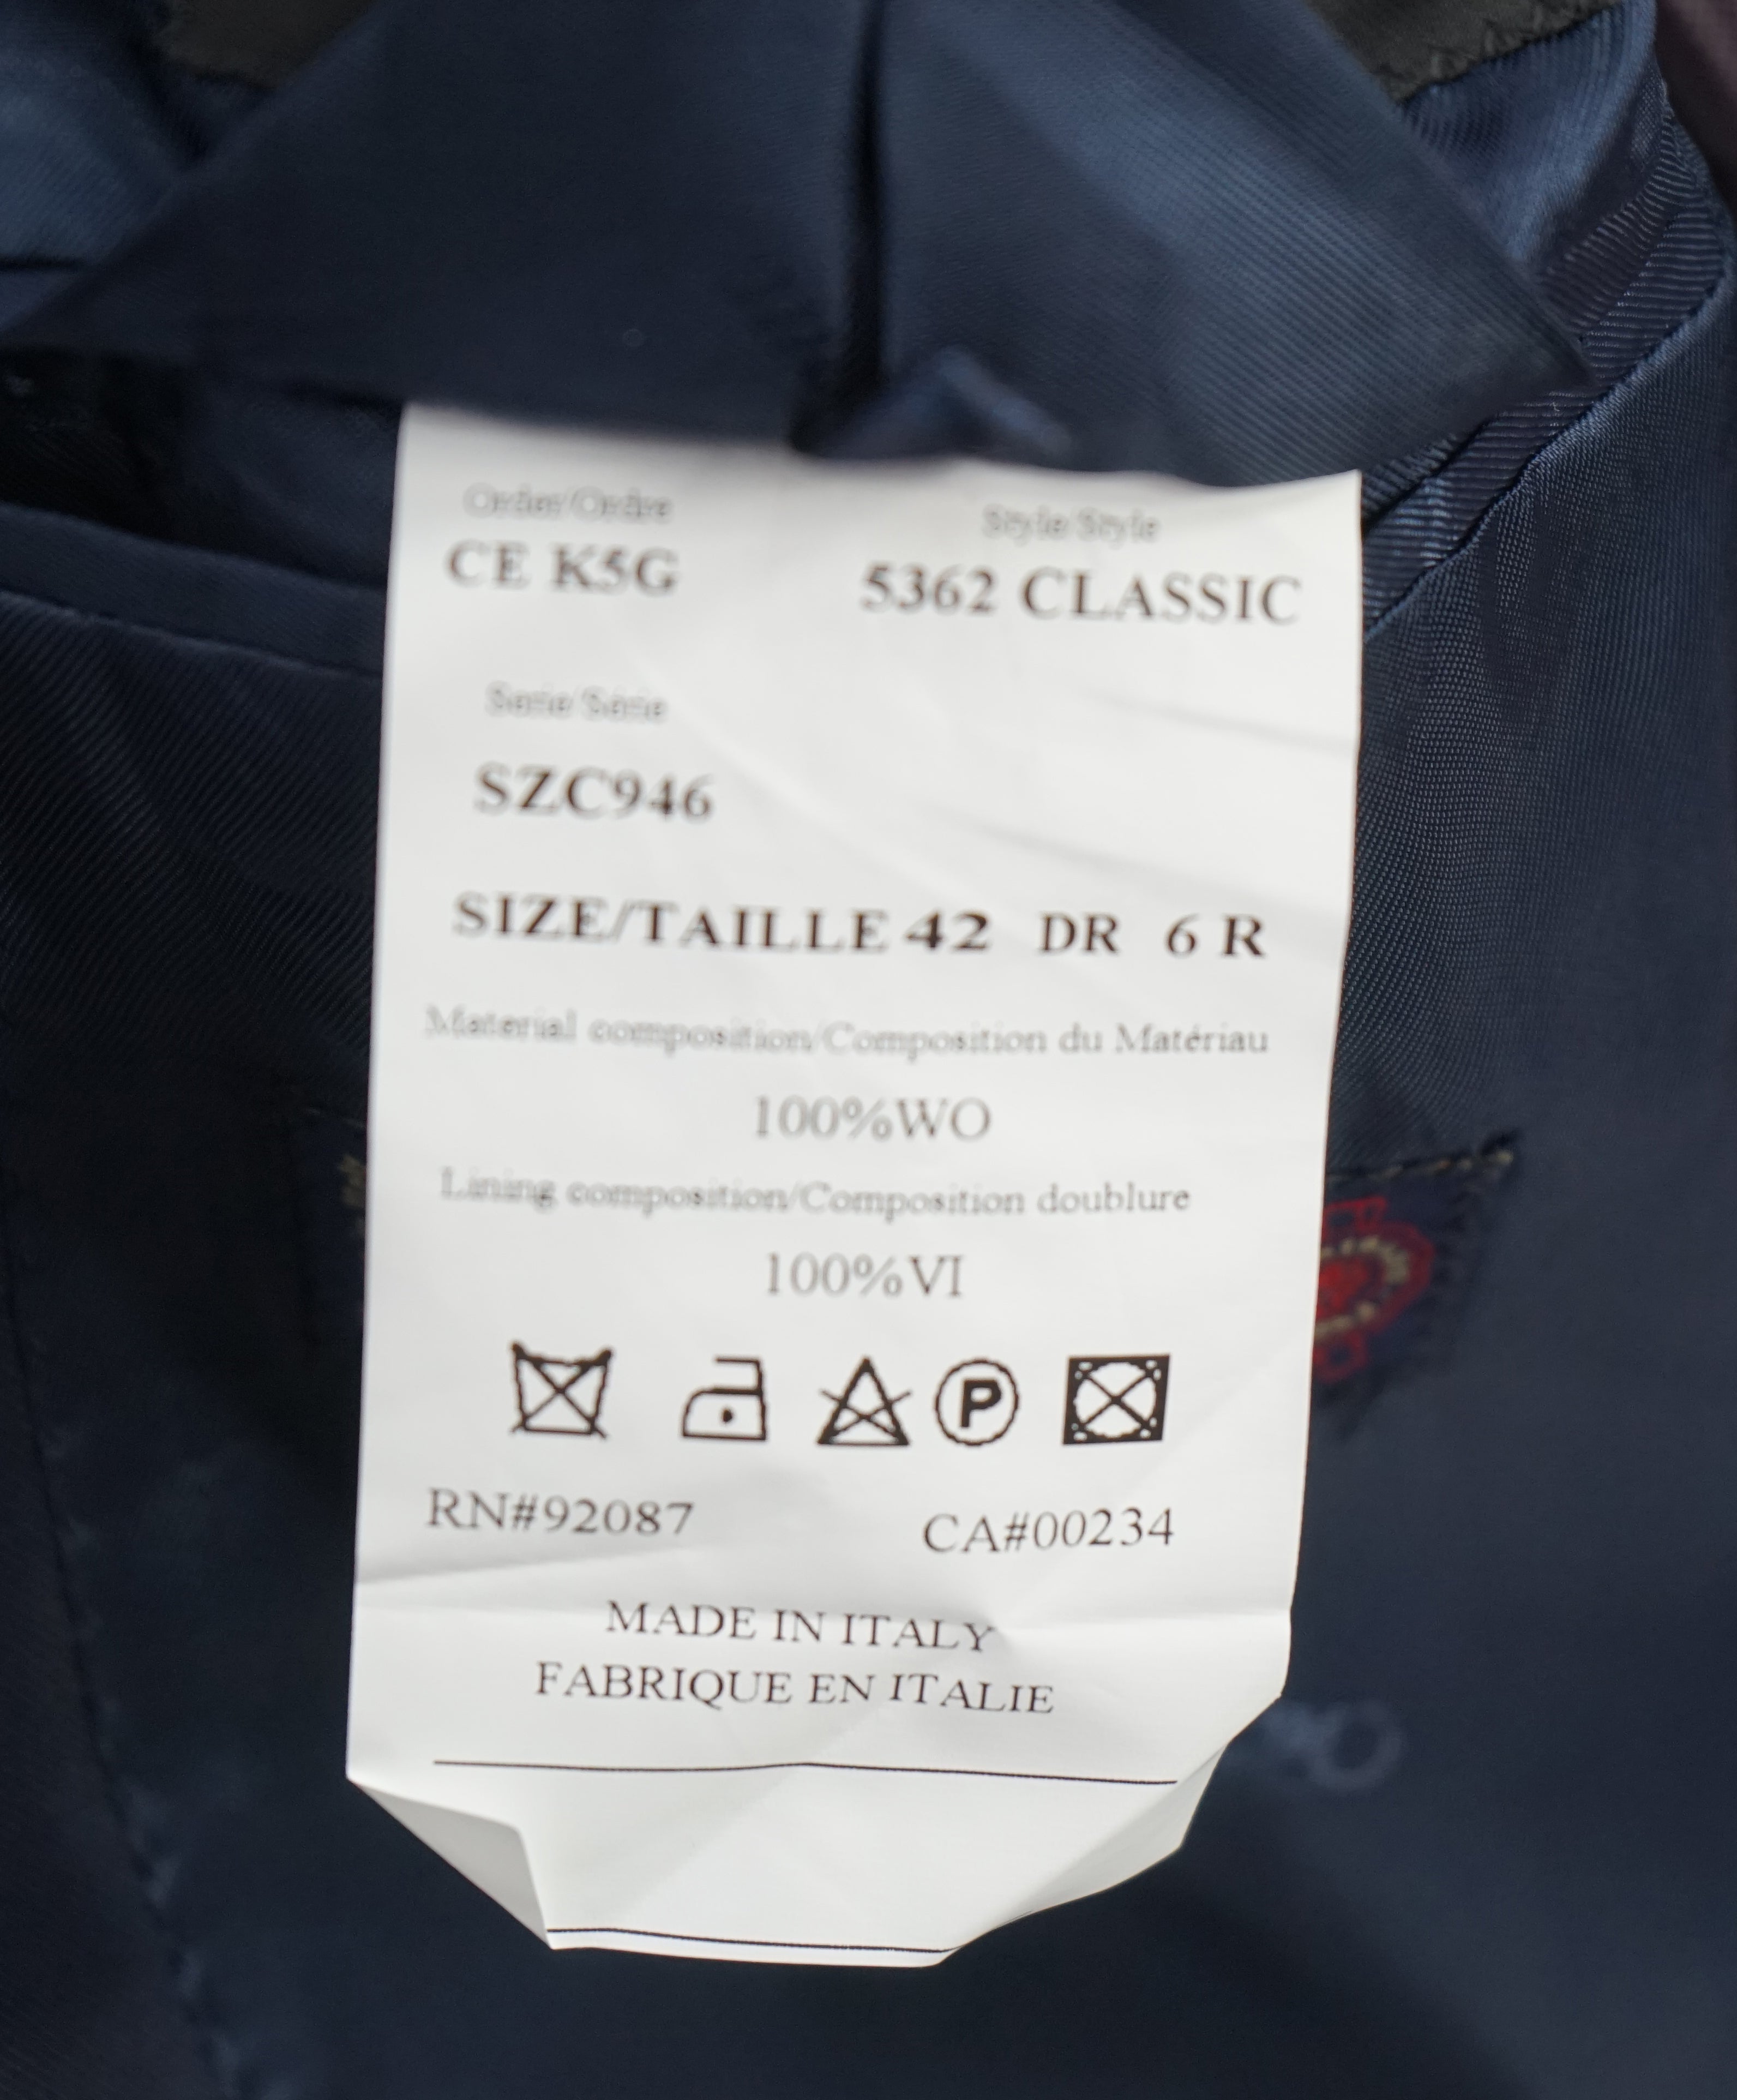 Order/Ordre Style/Style
CE K5G 5362 CLASSIC
Serie/Série
SZC946
SIZE/TAILLE 42 DR 6 R
Material composition/Composition du Matériau
100%WO
Lining composition/Composition doublure
100%VI
P
RN#92087 CA#00234
MADE IN ITALY
FABRIQUE EN ITALIE